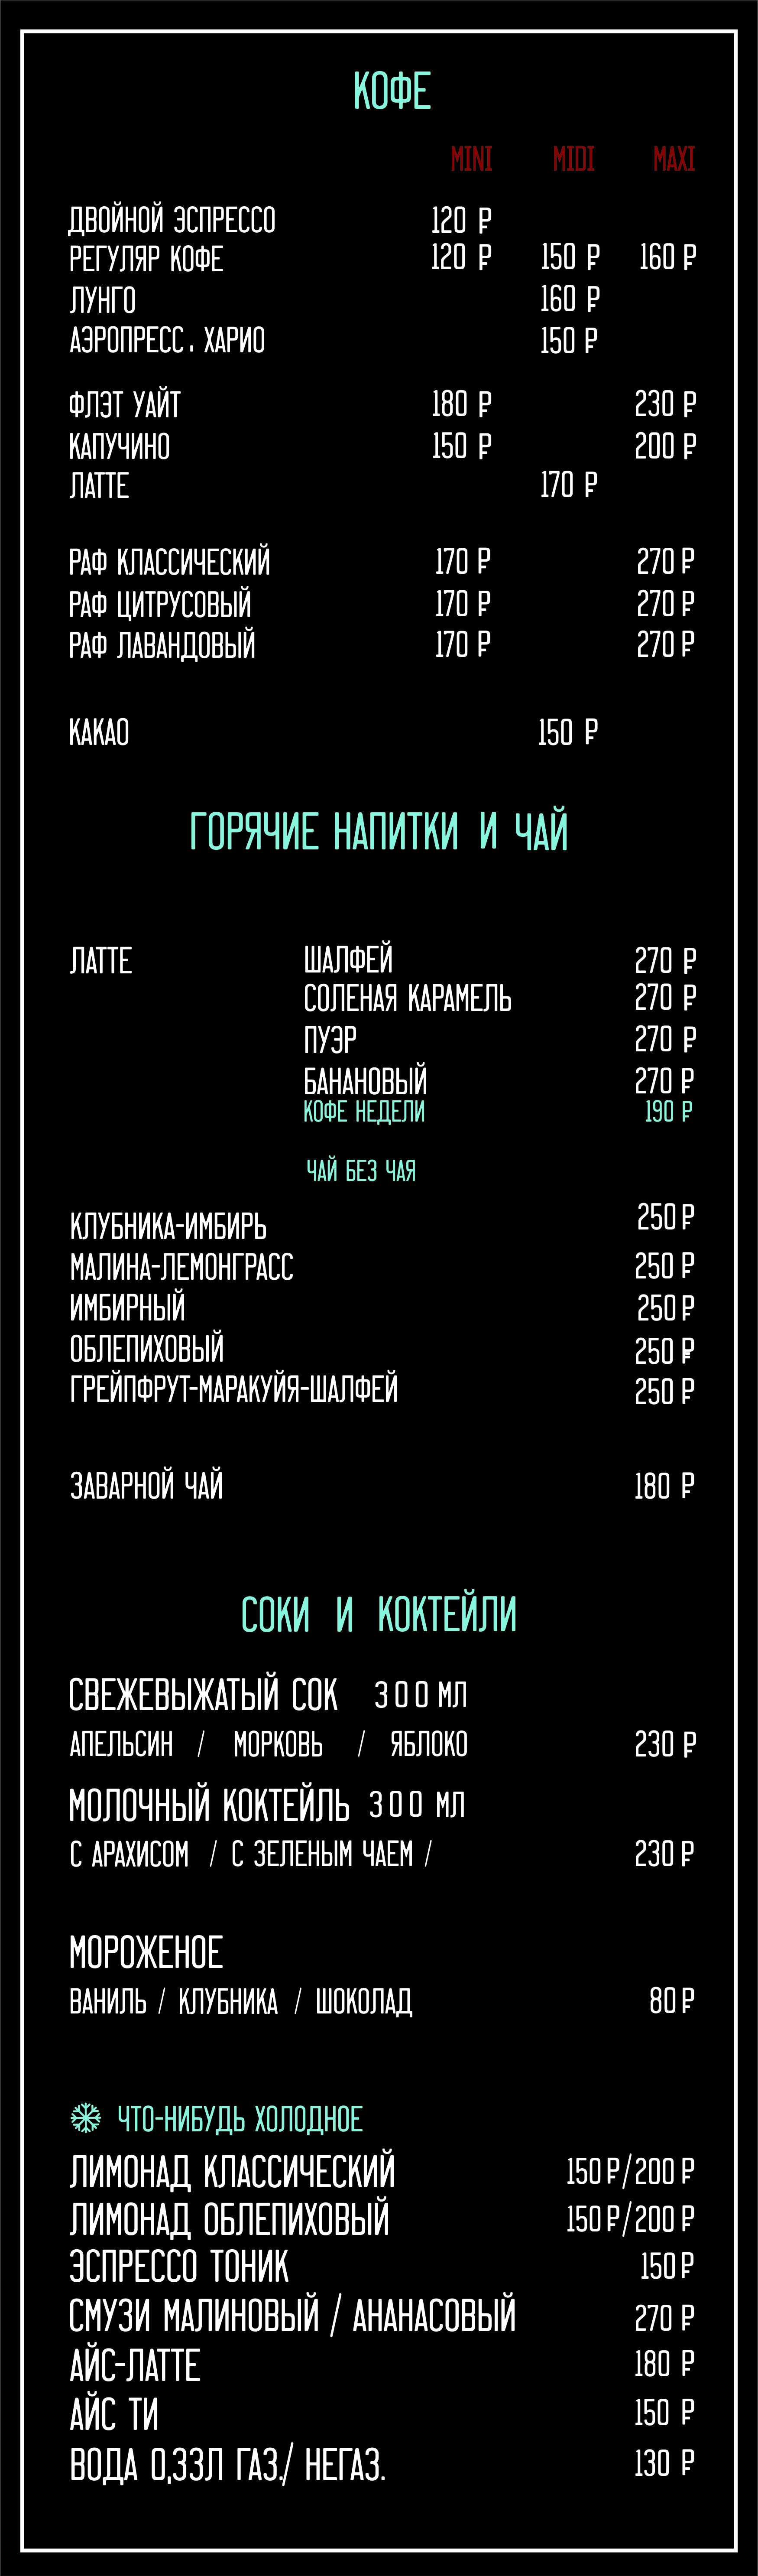 КОФЕ
MINI MIDI MAXI
ДВОЙНОЙ ЭСПРЕССО 120 ₽
РЕГУЛЯР КОФЕ 120 ₽ 150 ₽ 160 ₽
ЛУНГО 160 ₽
АЭРОПРЕСС, ХАРИО 150 ₽
ФЛЭТ УАЙТ 180 ₽ 230 ₽
КАПУЧИНО 150 ₽ 200 ₽
ЛАТТЕ 170 ₽
РАФ КЛАССИЧЕСКИЙ 170 ₽ 270 ₽
РАФ ЦИТРУСОВЫЙ 170 ₽ 270 ₽
РАФ ЛАВАНДОВЫЙ 170 ₽ 270 ₽
КАКАО 150 ₽
ГОРЯЧИЕ НАПИТКИ И ЧАЙ
ЛАТТЕ ШАЛФЕЙ 270 ₽
СОЛЕНАЯ КАРАМЕЛЬ 270 ₽
ПУЭР 270 ₽
БАНАНОВЫЙ 270 ₽
КОФЕ НЕДЕЛИ 190 ₽
ЧАЙ БЕЗ ЧАЯ
КЛУБНИКА-ИМБИРЬ 250 ₽
МАЛИНА-ЛЕМОНГРАСС 250 ₽
ИМБИРНЫЙ 250 ₽
ОБЛЕПИХОВЫЙ 250 ₽
ГРЕЙПФРУТ-МАРАКУЙЯ-ШАЛФЕЙ 250 ₽
ЗАВАРНОЙ ЧАЙ 180 ₽
СОКИ И КОКТЕЙЛИ
СВЕЖЕВЫЖАТЫЙ СОК 300 МЛ
АПЕЛЬСИН / МОРКОВЬ / ЯБЛОКО 230 ₽
МОЛОЧНЫЙ КОКТЕЙЛЬ 300 МЛ
С АРАХИСОМ / С ЗЕЛЕНЫМ ЧАЕМ / 230 ₽
МОРОЖЕНОЕ
ВАНИЛЬ / КЛУБНИКА / ШОКОЛАД 80 ₽
ЧТО-НИБУДЬ ХОЛОДНОЕ
ЛИМОНАД КЛАССИЧЕСКИЙ 150 ₽/200 ₽
ЛИМОНАД ОБЛЕПИХОВЫЙ 150 ₽/200 ₽
ЭСПРЕССО ТОНИК 150 ₽
СМУЗИ МАЛИНОВЫЙ / АНАНАСОВЫЙ 270 ₽
АЙС-ЛАТТЕ 180 ₽
АЙС ТИ 150 ₽
ВОДА 0,33Л ГАЗ./ НЕГАЗ. 130 ₽